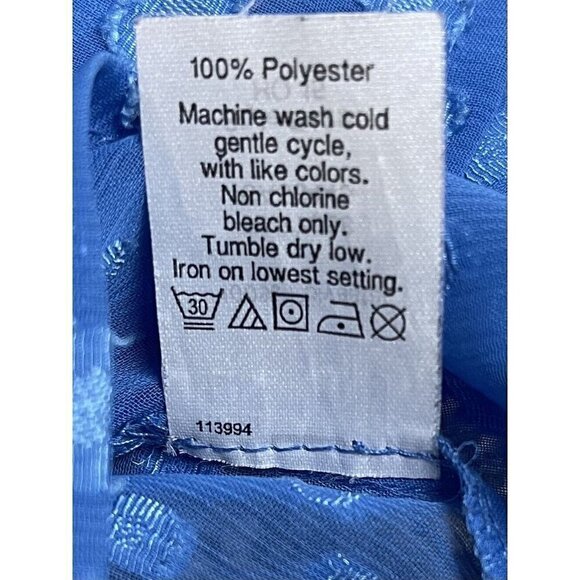 100% Polyester
Machine wash cold
gentle cycle,
with like colors.
Non chlorine
bleach only.
Tumble dry low.
Iron on lowest setting.
30
113994